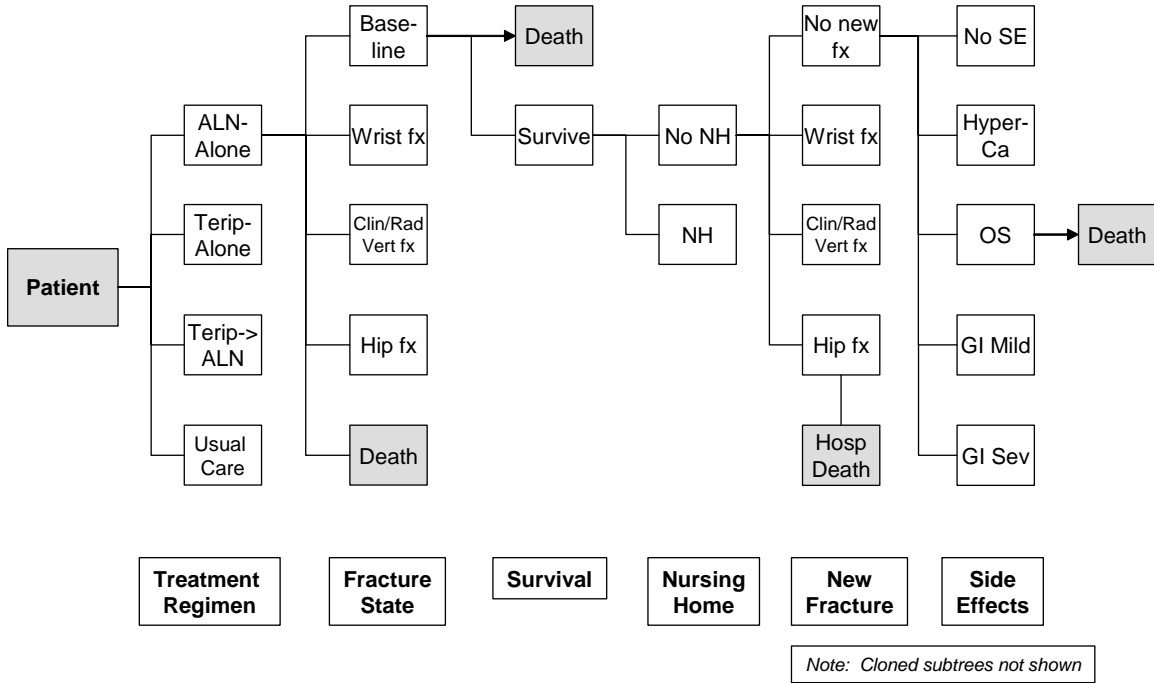 Patient
ALN-
Alone
Terip-
Alone
Terip->
ALN
Usual
Care
Base-
line
Wrist fx
Clin/Rad
Vert fx
Hip fx
Death
Death
Survive
No NH
NH
No new
fx
Wrist fx
Clin/Rad
Vert fx
Hip fx
Hosp
Death
No SE
Hyper-
Ca
OS
GI Mild
GI Sev
Death
Treatment
Regimen
Fracture
State
Survival
Nursing
Home
New
Fracture
Side
Effects
Note: Cloned subtrees not shown